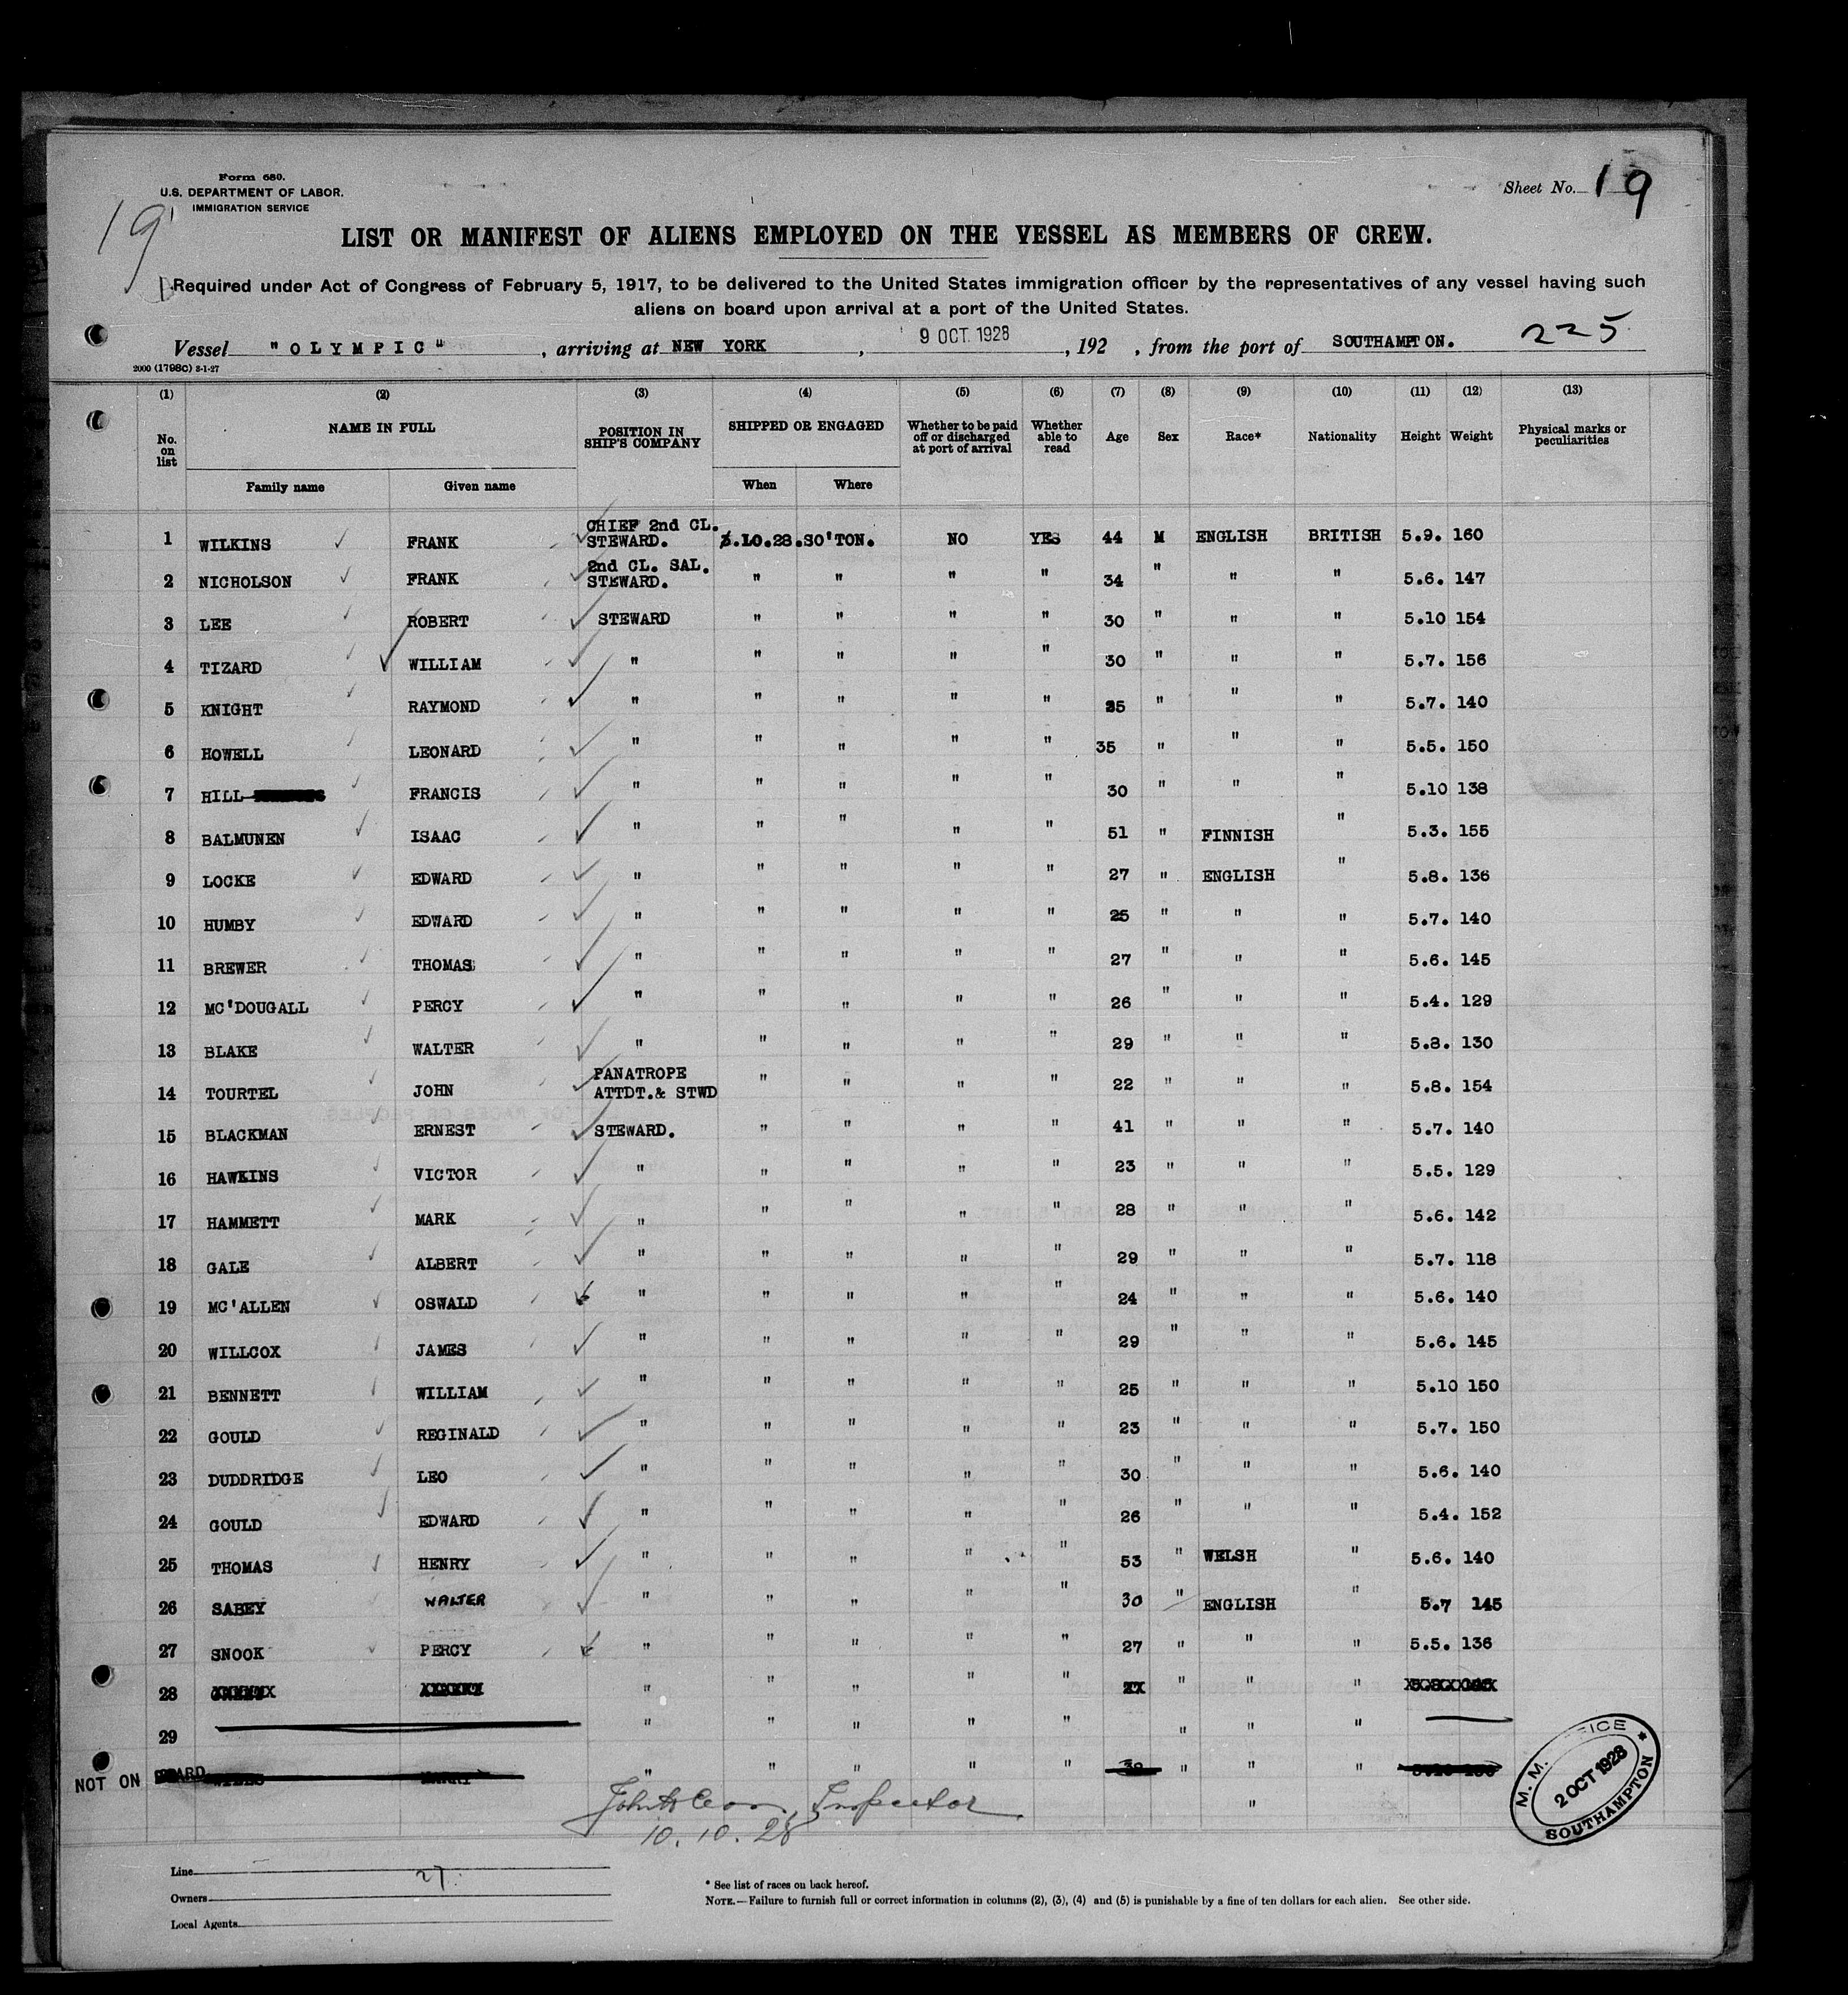 Form 680.
U.S. DEPARTMENT OF LABOR.
IMMIGRATION SERVICE
19
Sheet No. 19
LIST OR MANIFEST OF ALIENS EMPLOYED ON THE VESSEL AS MEMBERS OF CREW.
Required under Act of Congress of February 5, 1917, to be delivered to the United States immigration officer by the representatives of any vessel having such
aliens on board upon arrival at a port of the United States.
Vessel "OLYMPIC", arriving at NEW YORK, 9 OCT 1928, 192 , from the port of SOUTHAMPTON. 225
2000 (1798C) 3-1-27
(1) (2) (3) (4) (5) (6) (7) (8) (9) (10) (11) (12) (13)
No. on list NAME IN FULL POSITION IN SHIP'S COMPANY SHIPPED OR ENGAGED Whether to be paid off or discharged at port of arrival Whether able to read Age Sex Race* Nationality Height Weight Physical marks or peculiarities
Family name Given name When Where
1 WILKINS FRANK CHIEF 2nd CL. STEWARD. 3.10.28. SO'TON. NO YES 44 M ENGLISH BRITISH 5.9. 160
2 NICHOLSON FRANK 2nd CL. SAL. STEWARD. " " " " 34 " " " 5.6. 147
3 LEE ROBERT STEWARD " " " " 30 " " " 5.10 154
4 TIZARD WILLIAM " " " " " 30 " " " 5.7. 156
5 KNIGHT RAYMOND " " " " " 35 " " " 5.7. 140
6 HOWELL LEONARD " " " " " 35 " " " 5.5. 150
7 HILL FRANCIS " " " " " 30 " " " 5.10 138
8 BALMUNEN ISAAC " " " " " 51 " FINNISH " 5.3. 155
9 LOCKE EDWARD " " " " " 27 " ENGLISH " 5.8. 136
10 HUMBY EDWARD " " " " " 25 " " " 5.7. 140
11 BREWER THOMAS " " " " " 27 " " " 5.6. 145
12 MC'DOUGALL PERCY " " " " " 26 " " " 5.4. 129
13 BLAKE WALTER " " " " " 29 " " " 5.8. 130
14 TOURTEL JOHN PANATROPE ATTDT.& STWD " " " " 22 " " " 5.8. 154
15 BLACKMAN ERNEST STEWARD. " " " " 41 " " " 5.7. 140
16 HAWKINS VICTOR " " " " " 23 " " " 5.5. 129
17 HAMMETT MARK " " " " " 28 " " " 5.6. 142
18 GALE ALBERT " " " " " 29 " " " 5.7. 118
19 MC'ALLEN OSWALD " " " " " 24 " " " 5.6. 140
20 WILLCOX JAMES " " " " " 29 " " " 5.6. 145
21 BENNETT WILLIAM " " " " " 25 " " " 5.10 150
22 GOULD REGINALD " " " " " 23 " " " 5.7. 150
23 DUDDRIDGE LEO " " " " " 30 " " " 5.6. 140
24 GOULD EDWARD " " " " " 26 " " " 5.4. 152
25 THOMAS HENRY " " " " " 53 " WELSH " 5.6. 140
26 SABEY WALTER " " " " " 30 " ENGLISH " 5.7 145
27 SNOOK PERCY " " " " " 27 " " " 5.5. 136
28 " " " " " " " "
29 " " " " " " " "
NOT ON BOARD " " " " " " " "
"
Inspector
10.10.28
M. M. OFFICE
2 OCT 1928
SOUTHAMPTON
Line
27
Owners
Local Agents
* See list of races on back hereof.
NOTE.—Failure to furnish full or correct information in columns (2), (3), (4) and (5) is punishable by a fine of ten dollars for each alien. See other side.